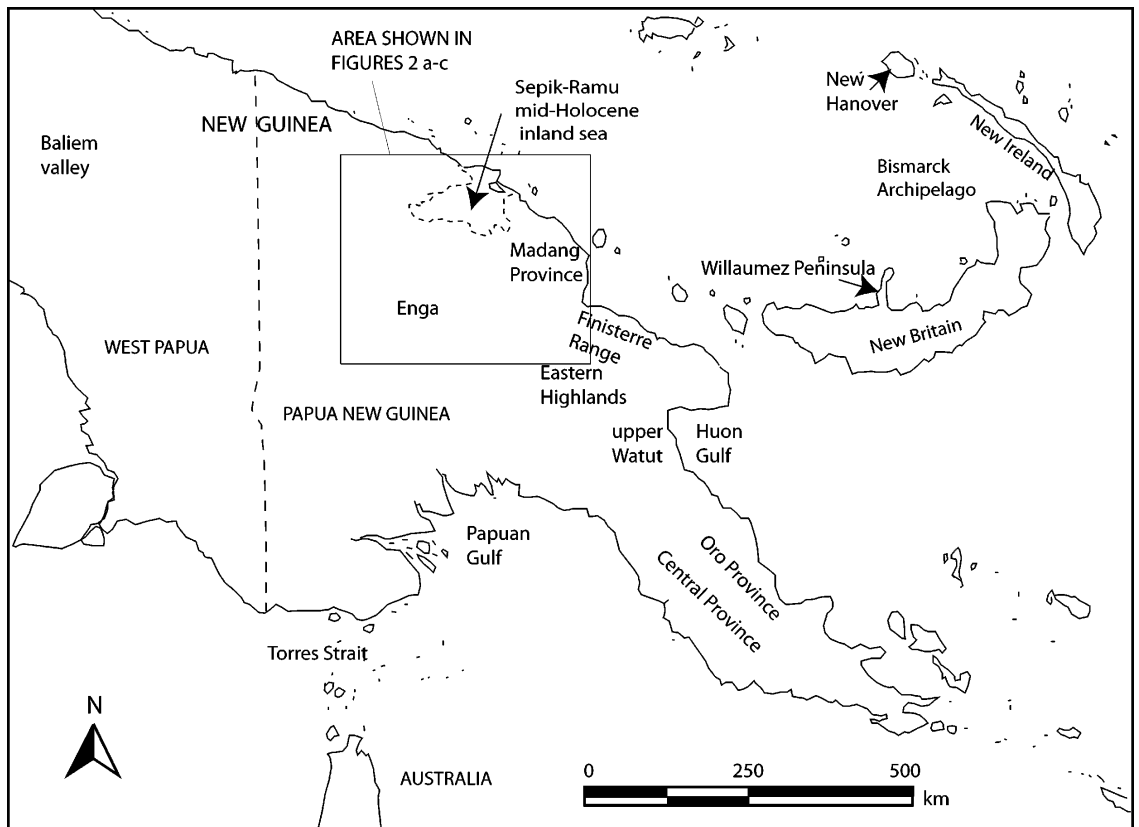 AREA SHOWN IN
FIGURES 2 a-c
Sepik-Ramu
mid-Holocene
inland sea
New
Hanover
NEW GUINEA
New Ireland
Baliem
valley
Bismarck
Archipelago
Madang
Province
Willaumez Peninsula
Enga
Finisterre
Range
New Britain
WEST PAPUA
Eastern
Highlands
PAPUA NEW GUINEA
upper
Watut
Huon
Gulf
Papuan
Gulf
Oro Province
Central Province
Torres Strait
N
AUSTRALIA
0 250 500
km